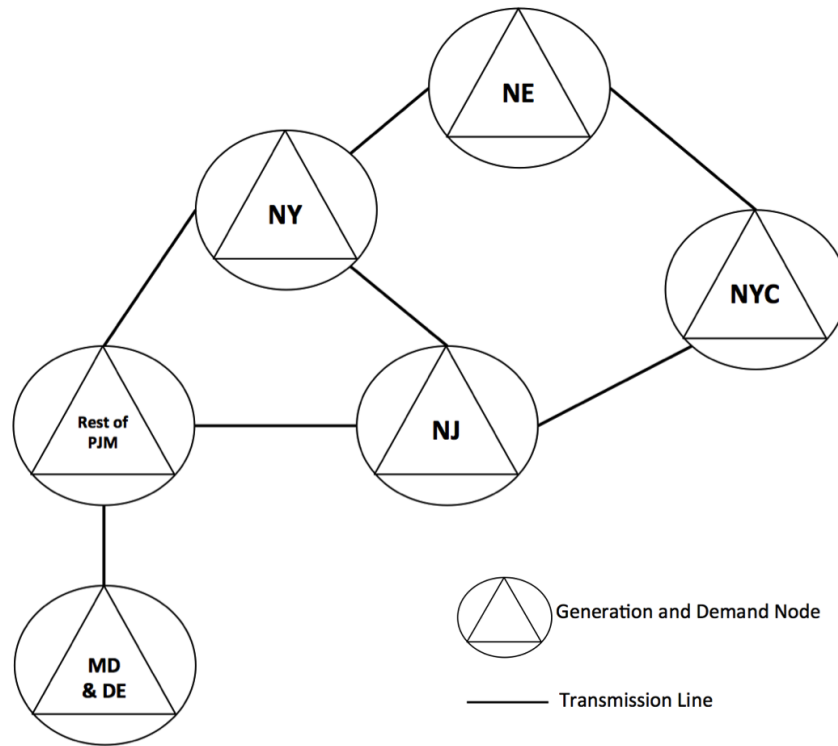 NE
NY
NYC
Rest of
PJM
NJ
Generation and Demand Node
MD
& DE
Transmission Line